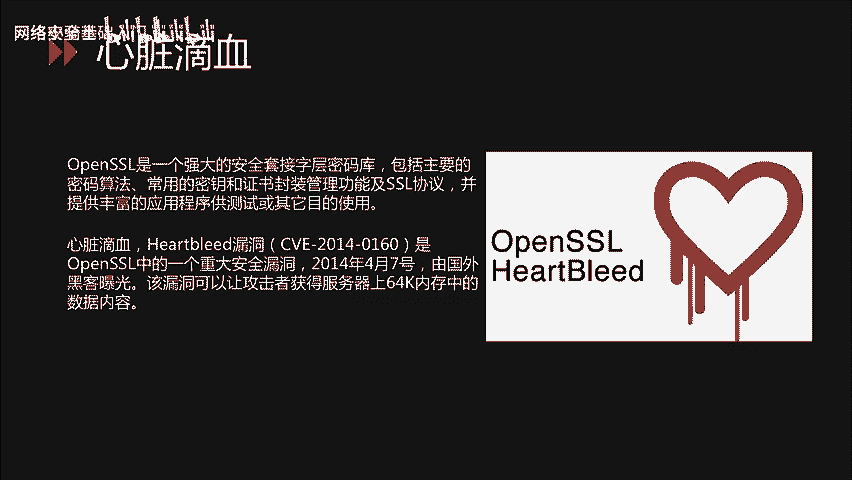 心脏滴血
OpenSSL是一个强大的安全套接字层密码库，包括主要的
密码算法、常用的密钥和证书封装管理功能及SSL协议，并
提供丰富的应用程序供测试或其它目的使用。
心脏滴血，Heartbleed漏洞（CVE-2014-0160）是
OpenSSL中的一个重大安全漏洞，2014年4月7号，由国外
黑客曝光。该漏洞可以让攻击者获得服务器上64K内存中的
数据内容。
OpenSSL
HeartBleed